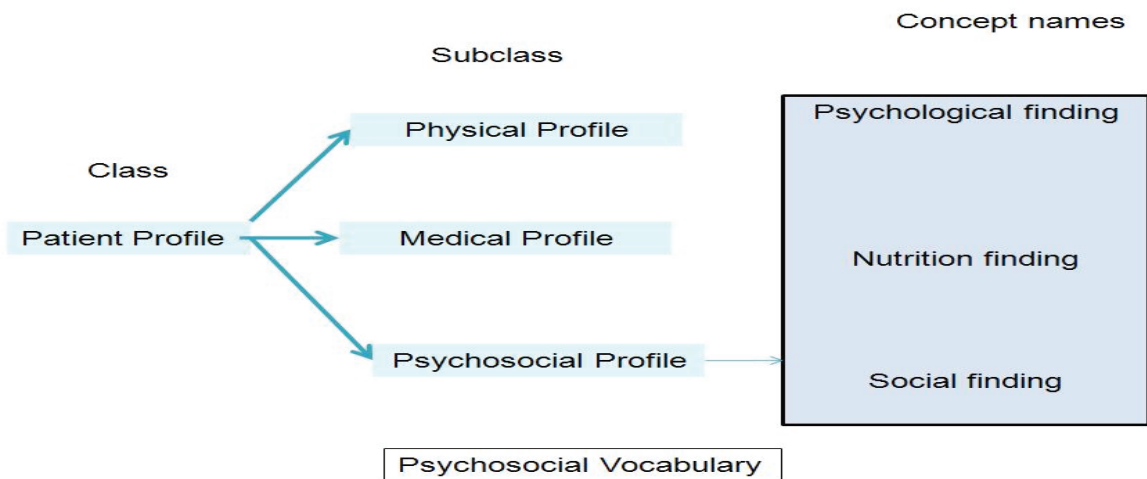 Concept names
Subclass
Psychological finding
Physical Profile
Class
Patient Profile
Medical Profile
Nutrition finding
Psychosocial Profile
Social finding
Psychosocial Vocabulary